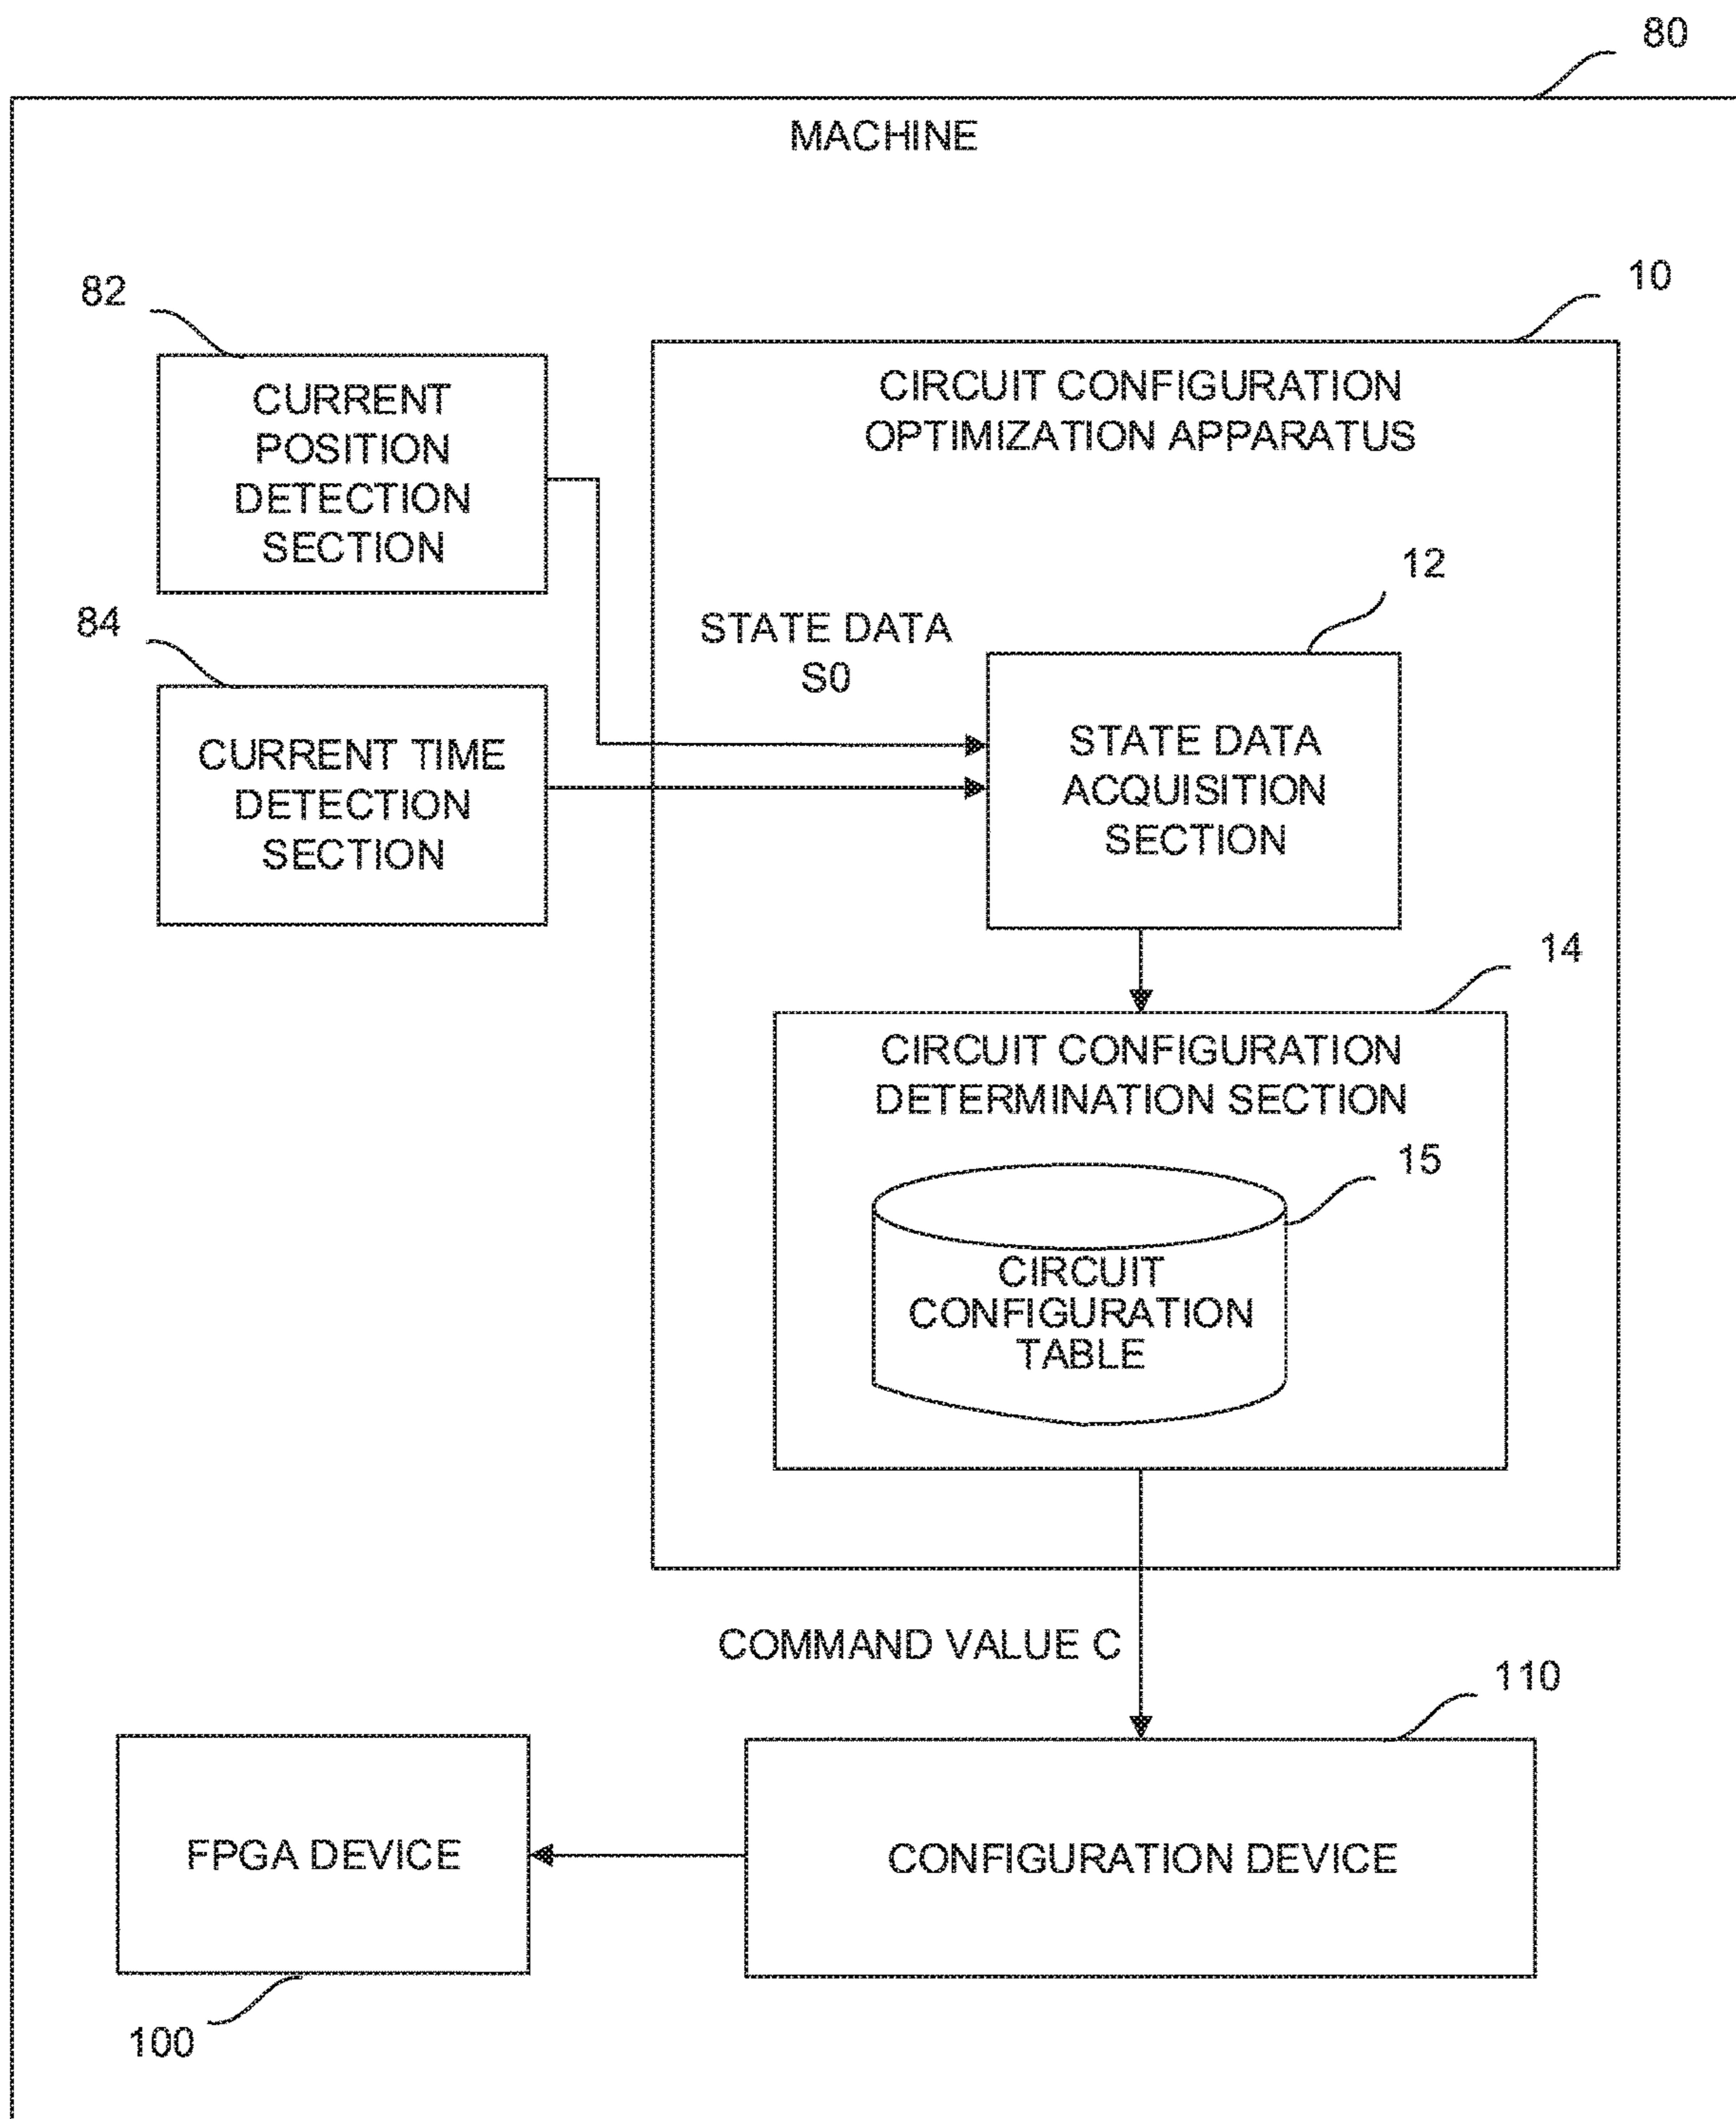 80
MACHINE
10
82
CIRCUIT CONFIGURATION
OPTIMIZATION APPARATUS
CURRENT
POSITION
DETECTION
SECTION
12
84
STATE DATA
S0
CURRENT TIME
DETECTION
SECTION
STATE DATA
ACQUISITION
SECTION
14
CIRCUIT CONFIGURATION
DETERMINATION SECTION
15
CIRCUIT
CONFIGURATION
TABLE
COMMAND VALUE C
110
FPGA DEVICE
CONFIGURATION DEVICE
100